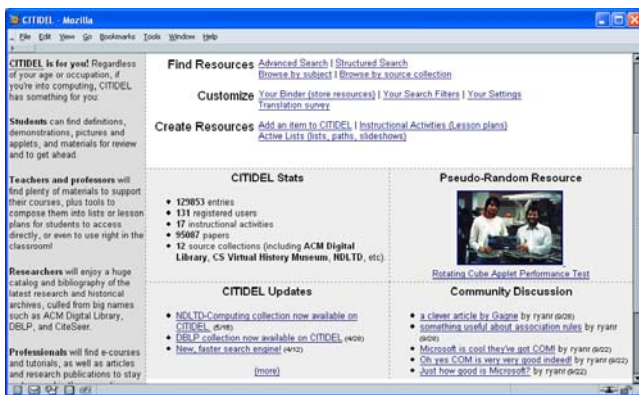 CITIDEL - Mozilla
File Edit View Go Bookmarks Tools Window Help
CITIDEL is for you! Regardless
of your age or occupation, if
you're into computing, CITIDEL
has something for you:
Students can find definitions,
demonstrations, pictures and
applets, and materials for review
and to get ahead.
Teachers and professors will
find plenty of materials to support
their courses, plus tools to
compose them into lists or lesson
plans for students to access
directly, or even to use right in the
classroom!
Researchers will enjoy a huge
catalog and bibliography of the
latest research and historical
archives, culled from big names
such as ACM Digital Library,
DBLP, and CiteSeer.
Professionals will find e-courses
and tutorials, as well as articles
and research publications to stay
Find Resources Advanced Search | Structured Search
Browse by subject | Browse by source collection
Customize Your Binder (store resources) | Your Search Filters | Your Settings
Translation survey
Create Resources Add an item to CITIDEL | Instructional Activities (Lesson plans)
Active Lists (lists, paths, slideshows)
CITIDEL Stats
129853 entries
131 registered users
17 instructional activities
95087 papers
12 source collections (including ACM Digital
Library, CS Virtual History Museum, NDLTD, etc).
Pseudo-Random Resource
Rotating Cube Applet Performance Test
CITIDEL Updates
NDLTD-Computing collection now available on
CITIDEL (5/16)
DBLP collection now available on CITIDEL (4/20)
New, faster search engine! (4/12)
(more)
Community Discussion
a clever article by Gagne by ryanr (9/28)
something useful about association rules by ryanr
(9/22)
Microsoft is cool they've got COM! by ryanr (9/22)
Oh yes COM is very very good indeed! by ryanr (9/22)
Just how good is Microsoft? by ryanr (9/22)